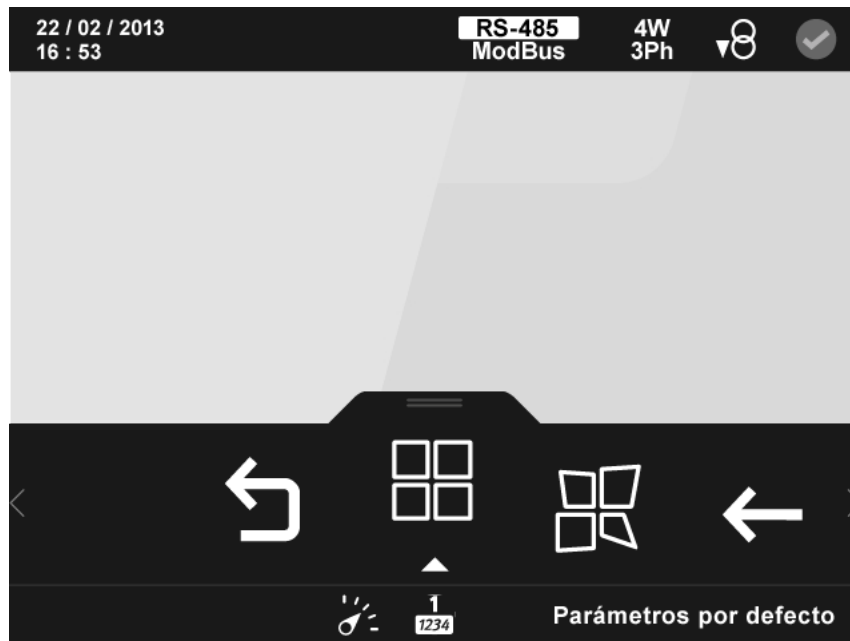 22 / 02 / 2013
16 : 53
RS-485
ModBus
4W
3Ph
1
1234
Parámetros por defecto